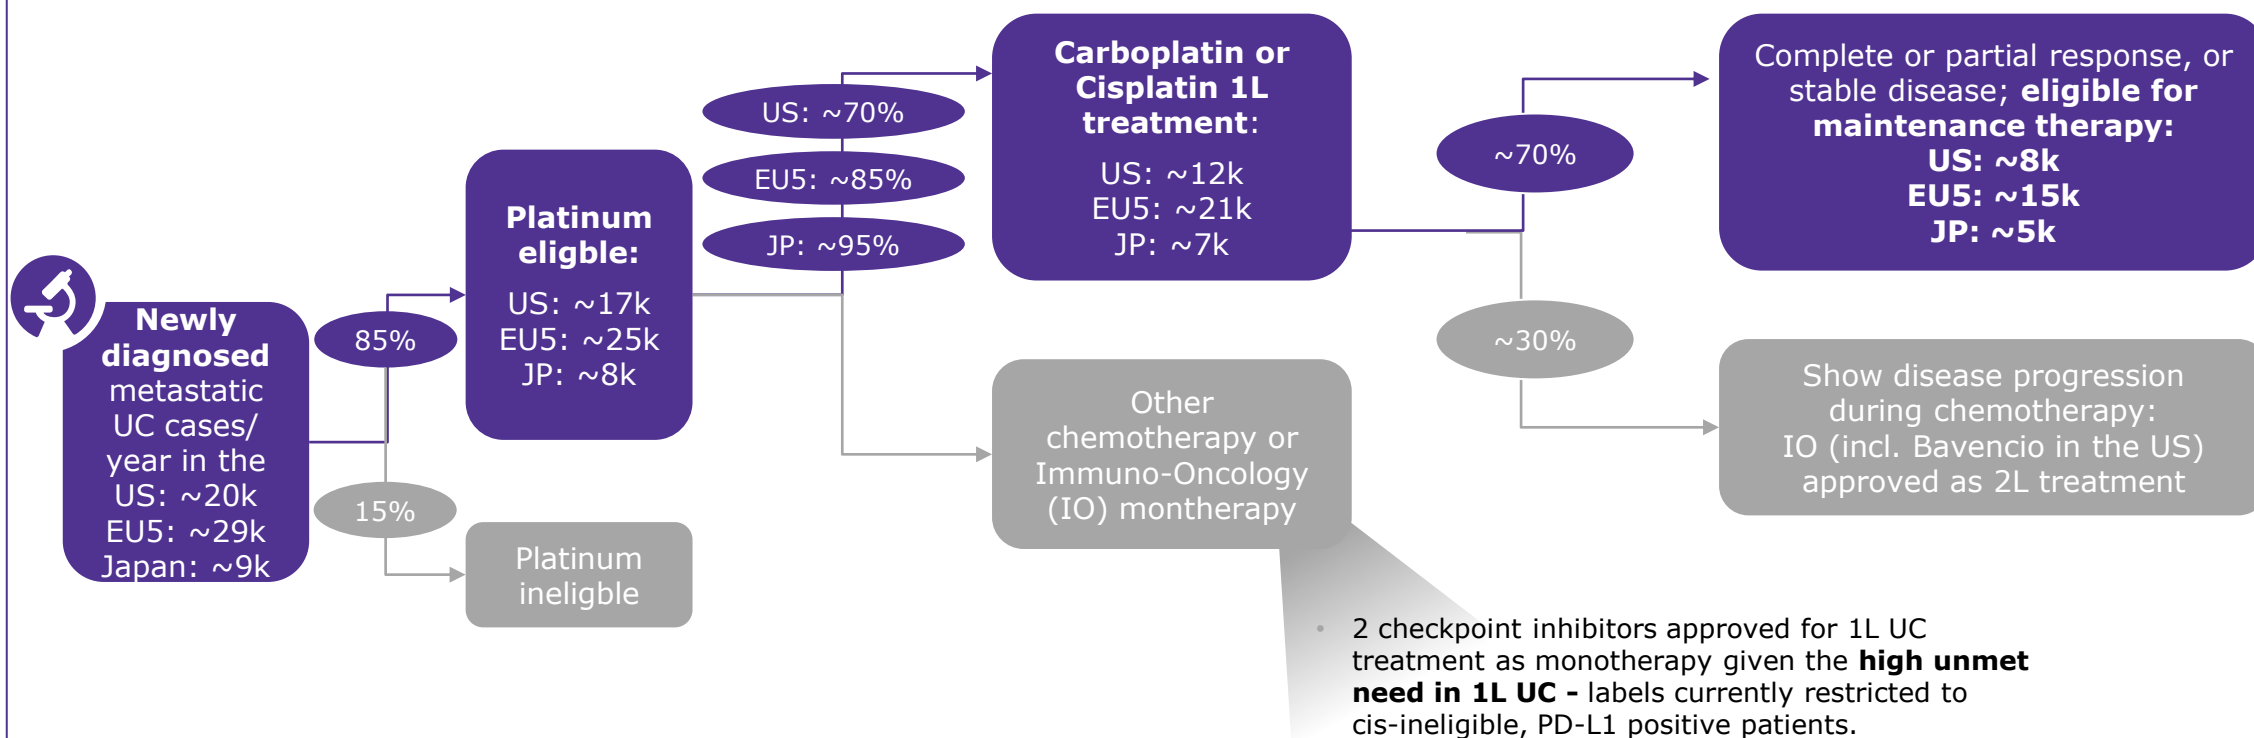 Newly
diagnosed
metastatic
UC cases/
year in the
US: ~20k
EU5: ~29k
Japan: ~9k
85%
15%
Platinum
eligble:
US: ~17k
EU5: ~25k
JP: ~8k
Platinum
ineligble
US: ~70%
EU5: ~85%
JP: ~95%
Carboplatin or
Cisplatin 1L
treatment:
US: ~12k
EU5: ~21k
JP: ~7k
Other
chemotherapy or
Immuno-Oncology
(IO) montherapy
~70%
~30%
Complete or partial response, or
stable disease; eligible for
maintenance therapy:
US: ~8k
EU5: ~15k
JP: ~5k
Show disease progression
during chemotherapy:
IO (incl. Bavencio in the US)
approved as 2L treatment
• 2 checkpoint inhibitors approved for 1L UC
treatment as monotherapy given the high unmet
need in 1L UC - labels currently restricted to
cis-ineligible, PD-L1 positive patients.